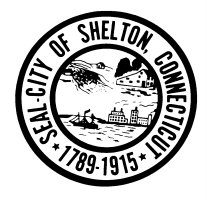 SEAL-CITY OF SHELTON, CONNECTICUT
★ 1789-1915 ★